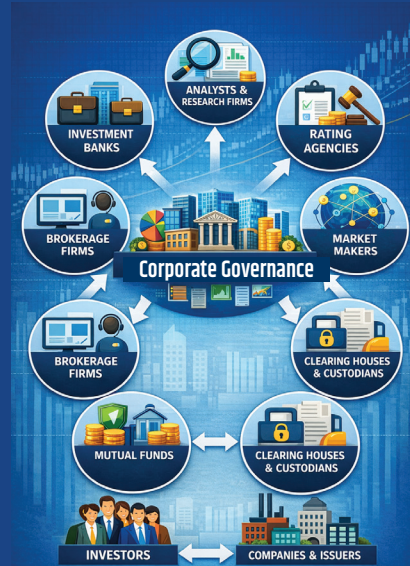 ANALYSTS &
RESEARCH FIRMS
INVESTMENT
BANKS
RATING
AGENCIES
BROKERAGE
FIRMS
MARKET
MAKERS
Corporate Governance
BROKERAGE
FIRMS
CLEARING HOUSES
& CUSTODIANS
MUTUAL FUNDS
CLEARING HOUSES
& CUSTODIANS
INVESTORS
COMPANIES & ISSUERS